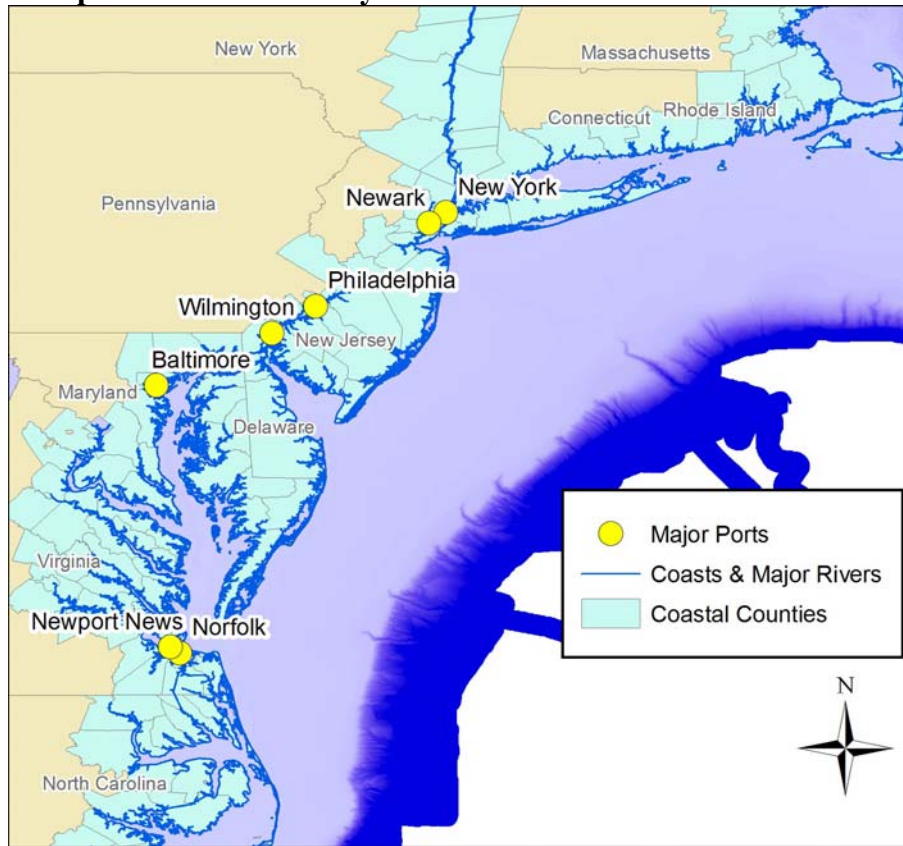 New York
Massachusetts
Rhode Island
Connecticut
New York
Newark
Pennsylvania
Philadelphia
Wilmington
New Jersey
Baltimore
Maryland
Delaware
Major Ports
Coasts & Major Rivers
Coastal Counties
Virginia
Newport News
Norfolk
N
North Carolina